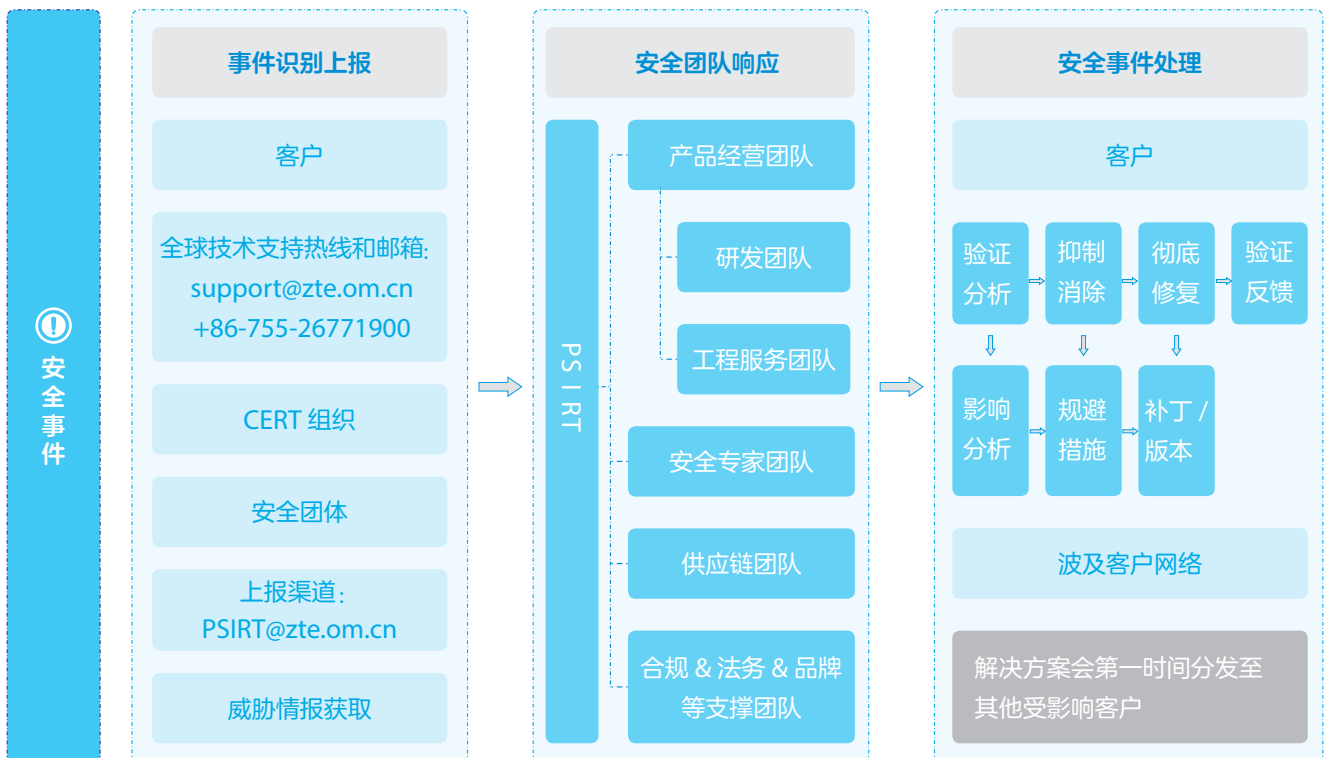 安全事件
事件识别上报
客户
全球技术支持热线和邮箱:
support@zte.om.cn
+86-755-26771900
CERT 组织
安全团体
上报渠道:
PSIRT@zte.om.cn
威胁情报获取
安全团队响应
PSIRT
产品经营团队
研发团队
工程服务团队
安全专家团队
供应链团队
合规 & 法务 & 品牌
等支撑团队
安全事件处理
客户
验证
分析
抑制
消除
彻底
修复
验证
反馈
影响
分析
规避
措施
补丁 /
版本
波及客户网络
解决方案会第一时间分发至
其他受影响客户